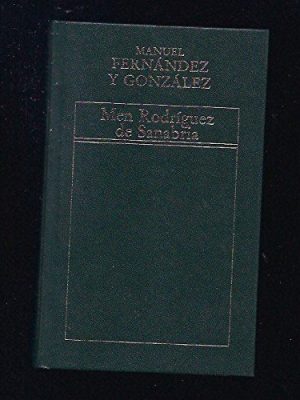 MANUEL
FERNÁNDEZ
Y GONZÁLEZ
Men Rodríguez
de Sanabria